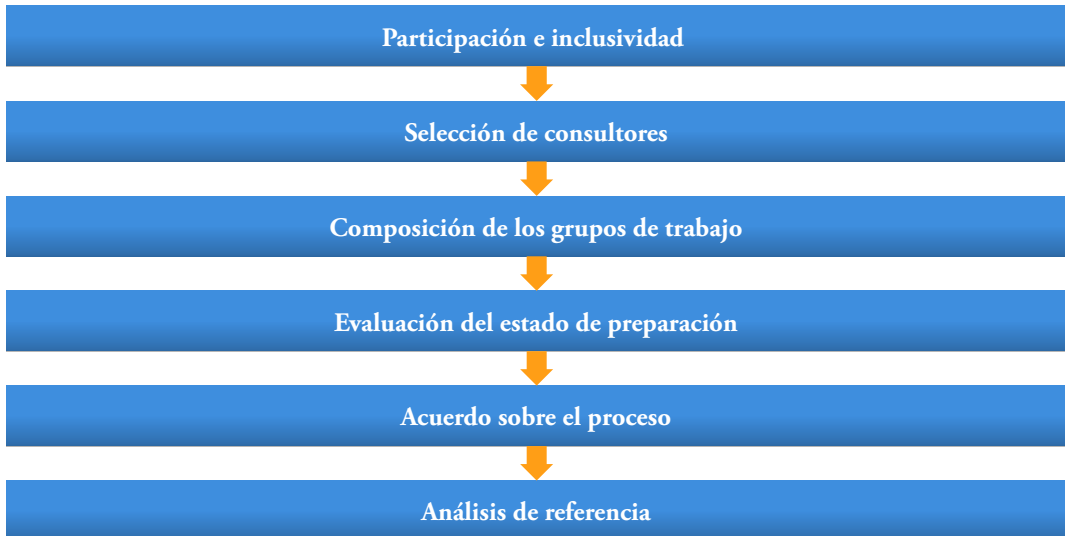 Participación e inclusividad
Selección de consultores
Composición de los grupos de trabajo
Evaluación del estado de preparación
Acuerdo sobre el proceso
Análisis de referencia